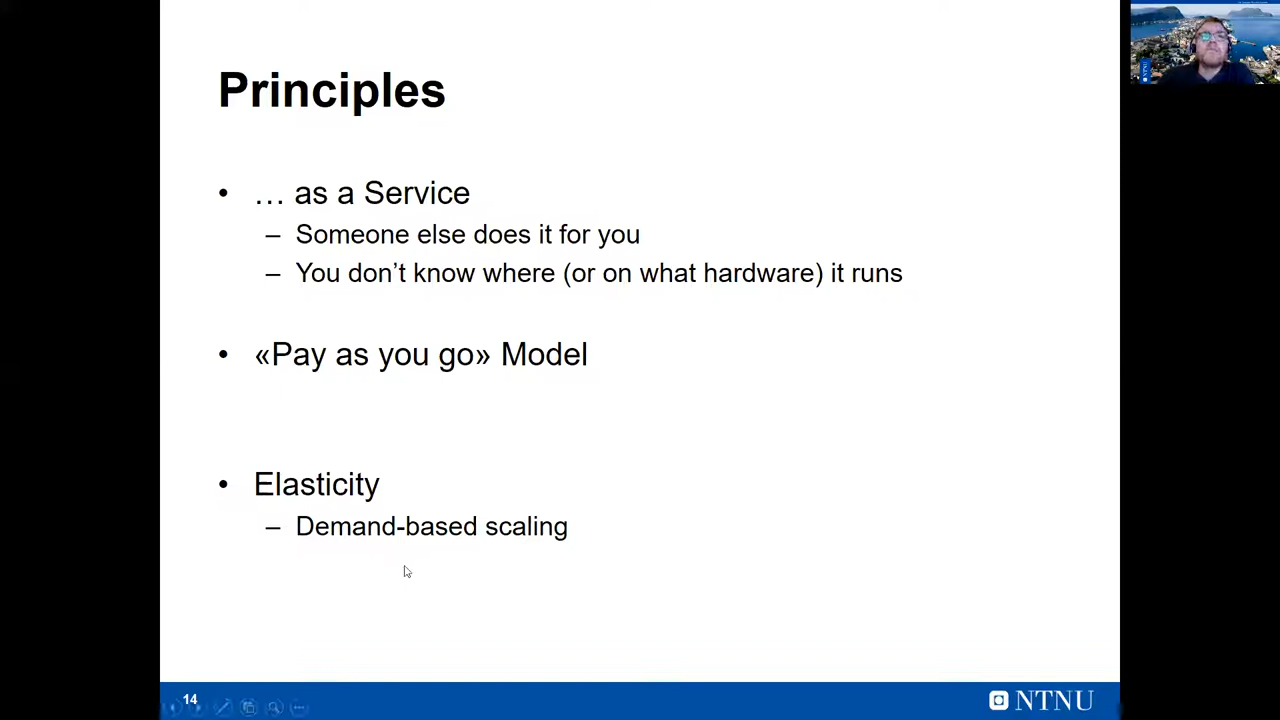 Principles
• … as a Service
– Someone else does it for you
– You don’t know where (or on what hardware) it runs
• «Pay as you go» Model
• Elasticity
– Demand-based scaling
14
NTNU
NTNU